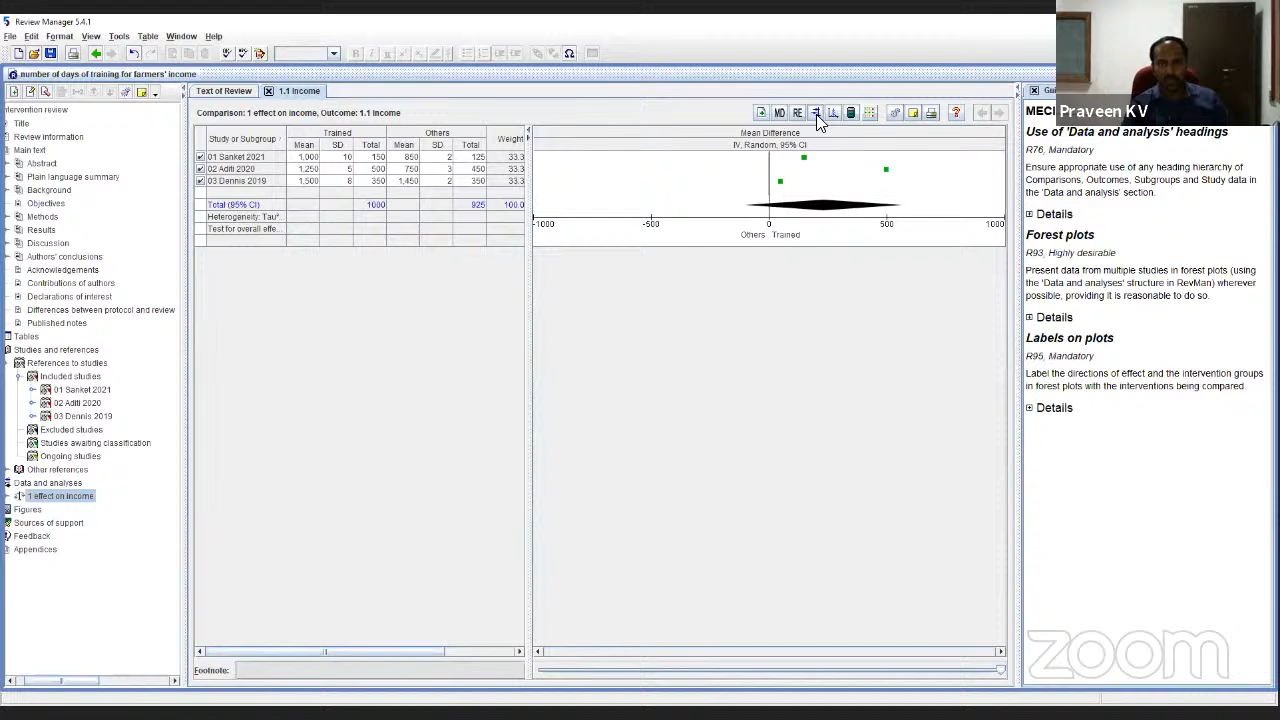 Review Manager 5.4.1
File Edit Format View Tools Table Window Help
number of days of training for farmers' income
Text of Review 1.1 Income
Comparison: 1 effect on income, Outcome: 1.1 Income
MD RE
Study or Subgroup Trained Others Weight
Mean SD Total Mean SD Total
01 Sanket 2021 1,000 10 150 850 2 125 33.3
02 Aditi 2020 1,250 5 500 750 3 450 33.3
03 Dennis 2019 1,500 8 350 1,450 2 350 33.3
Total (95% CI) 1000 925 100.0
Heterogeneity: Tau²...
Test for overall effe...
Mean Difference
IV, Random, 95% CI
-1000 -500 0 500 1000
Others Trained
Footnote:
ntervention review
Title
Review information
Main text
Abstract
Plain language summary
Background
Objectives
Methods
Results
Discussion
Authors' conclusions
Acknowledgements
Contributions of authors
Declarations of interest
Differences between protocol and review
Published notes
Tables
Studies and references
References to studies
Included studies
01 Sanket 2021
02 Aditi 2020
03 Dennis 2019
Excluded studies
Studies awaiting classification
Ongoing studies
Other references
Data and analyses
1 effect on income
Figures
Sources of support
Feedback
Appendices
Praveen KV
Use of 'Data and analysis' headings
R76, Mandatory
Ensure appropriate use of any heading hierarchy of
Comparisons, Outcomes, Subgroups and Study data in
the 'Data and analysis' section.
Details
Forest plots
R93, Highly desirable
Present data from multiple studies in forest plots (using
the 'Data and analyses' structure in RevMan) wherever
possible, providing it is reasonable to do so.
Details
Labels on plots
R95, Mandatory
Label the directions of effect and the intervention groups
in forest plots with the interventions being compared.
Details
zoom